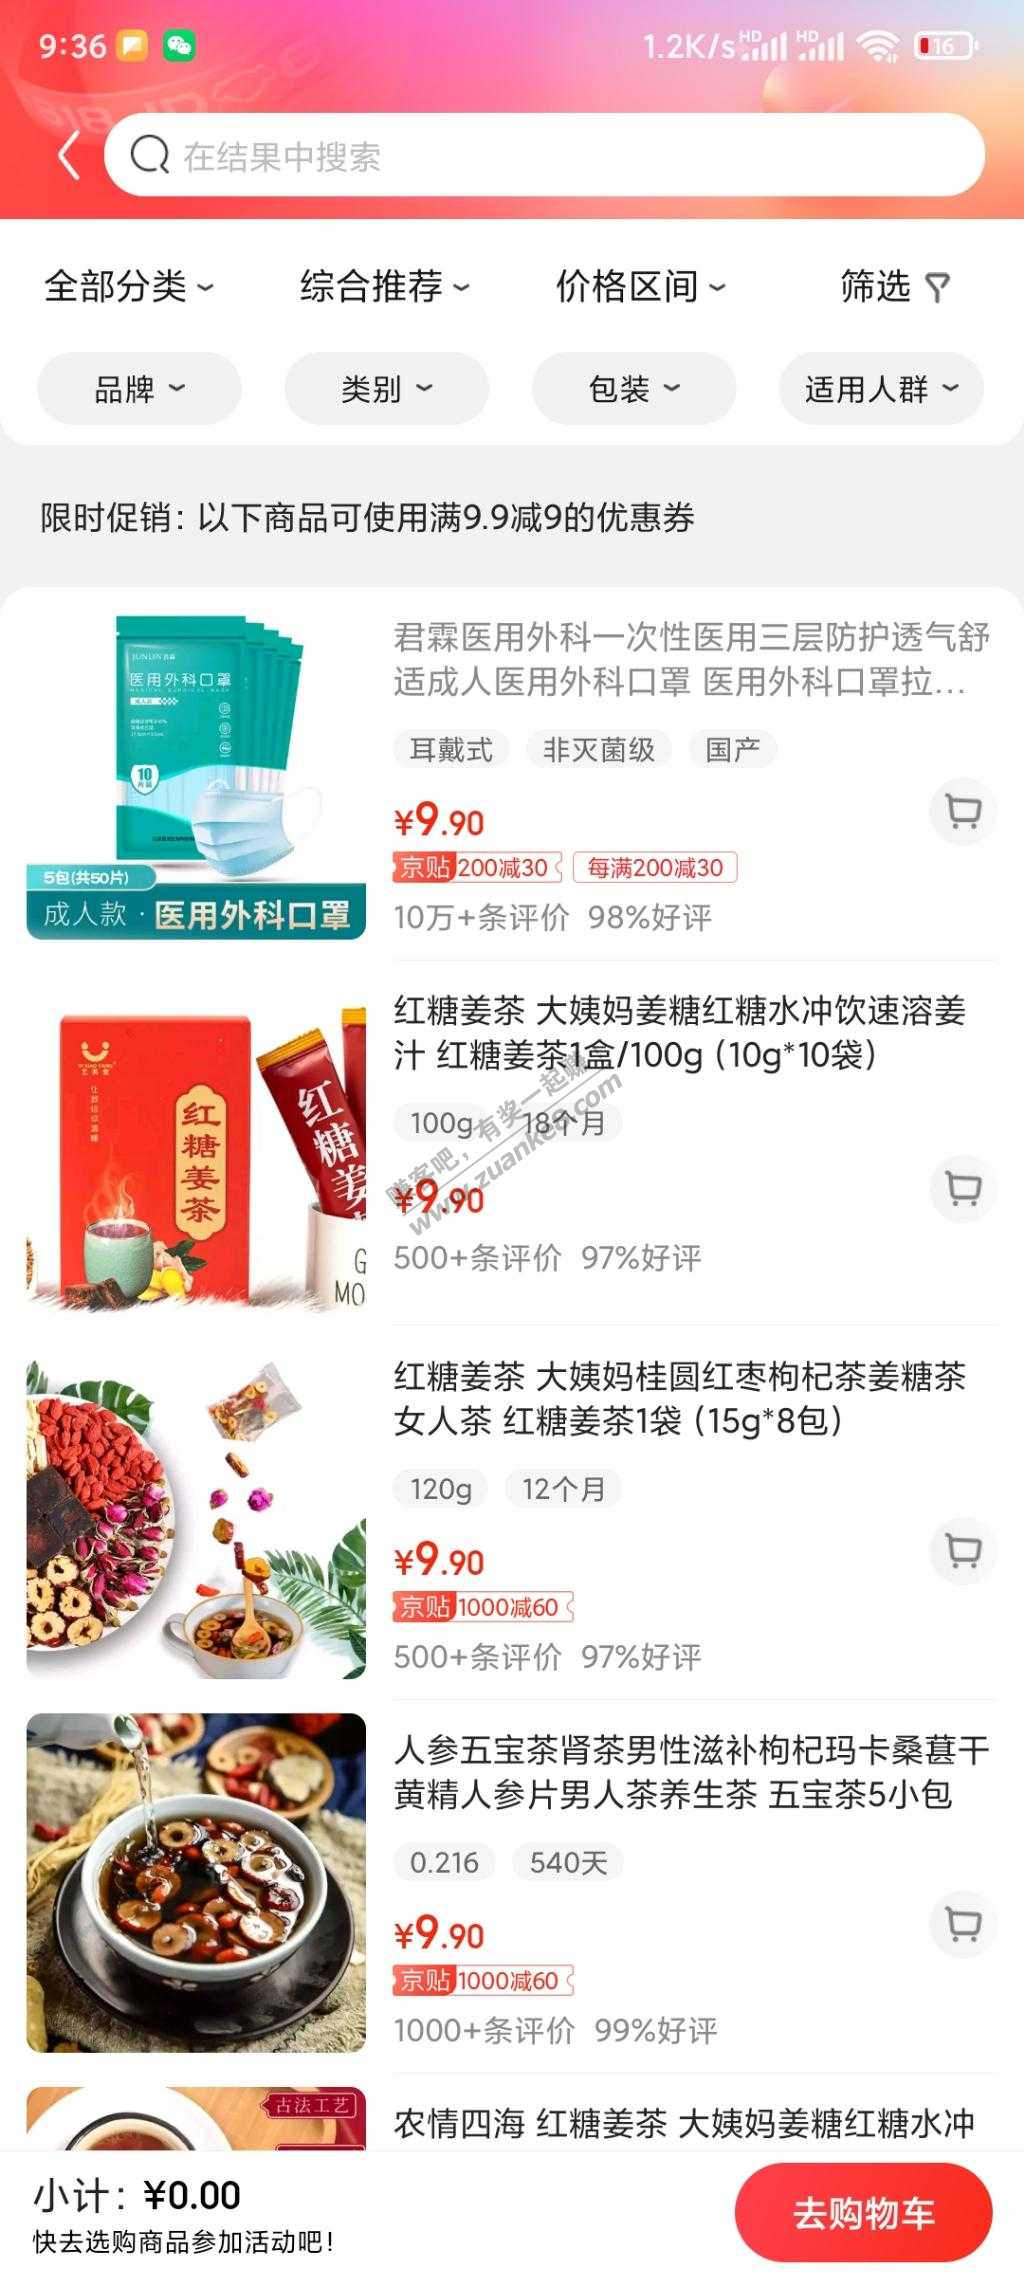 9:36
1.2K/s HD HD 16
在结果中搜索
全部分类 综合推荐 价格区间 筛选
品牌 类别 包装 适用人群
限时促销：以下商品可使用满9.9减9的优惠券
JUNLIN
医用外科口罩
10
5包(共50片)
成人款·医用外科口罩
君霖医用外科一次性医用三层防护透气舒
适成人医用外科口罩 医用外科口罩拉...
耳戴式 非灭菌级 国产
¥9.90
京贴 200减30 每满200减30
10万+条评价 98%好评
红糖姜茶
红糖姜
G
MO
红糖姜茶 大姨妈姜糖红糖水冲饮速溶姜
汁 红糖姜茶1盒/100g（10g*10袋）
100g 18个月
赚客吧，有奖一起赚
www.zuanke8.com
¥9.90
500+条评价 97%好评
红糖姜茶 大姨妈桂圆红枣枸杞茶姜糖茶
女人茶 红糖姜茶1袋（15g*8包）
120g 12个月
¥9.90
京贴 1000减60
500+条评价 97%好评
人参五宝茶肾茶男性滋补枸杞玛卡桑葚干
黄精人参片男人茶养生茶 五宝茶5小包
0.216 540天
¥9.90
京贴 1000减60
1000+条评价 99%好评
古法工艺
农情四海 红糖姜茶 大姨妈姜糖红糖水冲
小计：¥0.00
快去选购商品参加活动吧！
去购物车